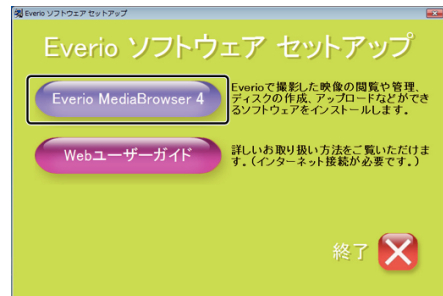 Everio ソフトウェア セットアップ
Everio ソフトウェア セットアップ
Everio MediaBrowser 4
Everioで撮影した映像の閲覧や管理、
ディスクの作成、アップロードなどができ
るソフトウェアをインストールします。
Webユーザーガイド
詳しいお取り扱い方法をご覧いただけま
す。(インターネット接続が必要です。)
終了